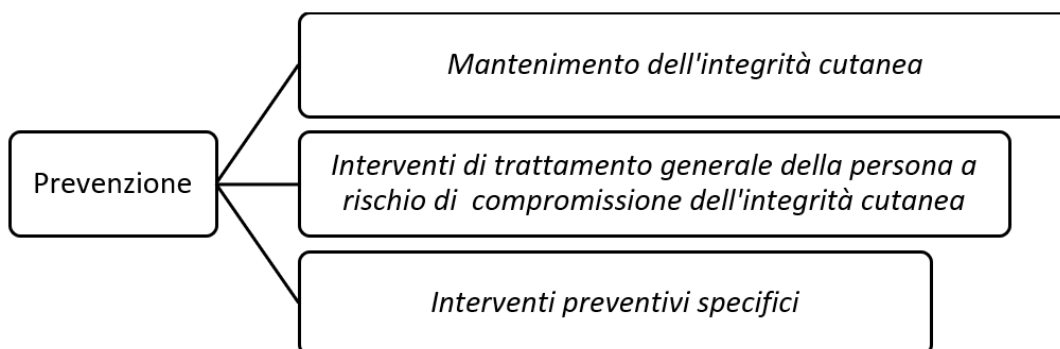 Mantenimento dell'integrità cutanea
Prevenzione
Interventi di trattamento generale della persona a
rischio di  compromissione dell'integrità cutanea
Interventi preventivi specifici